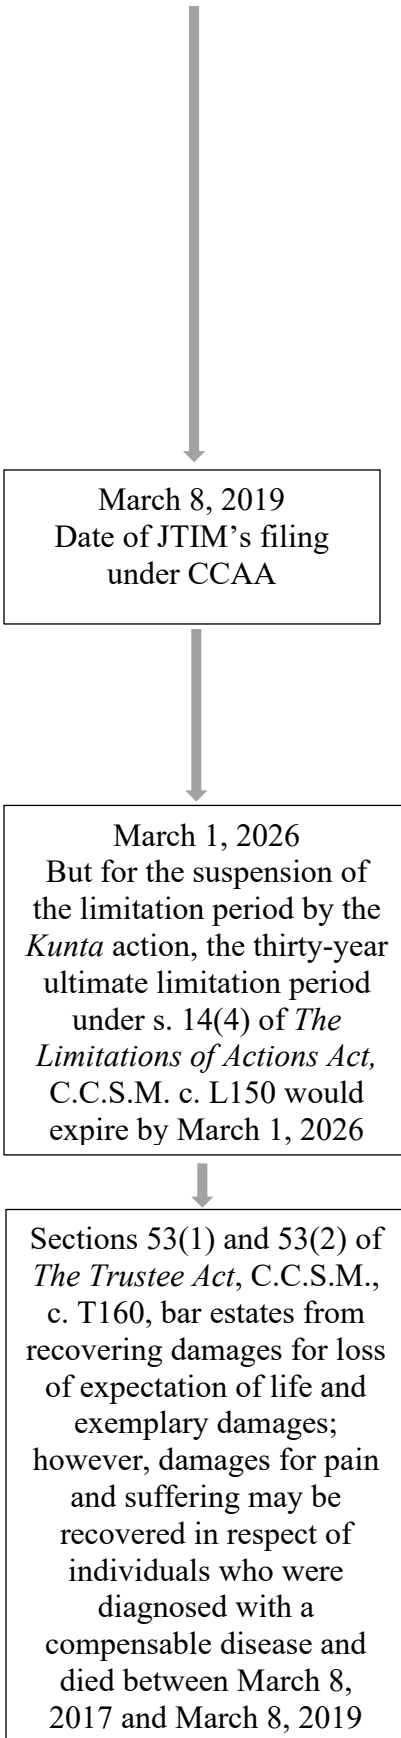 March 8, 2019
Date of JTIM’s filing
under CCAA
March 1, 2026
But for the suspension of
the limitation period by the
Kunta action, the thirty-year
ultimate limitation period
under s. 14(4) of The
Limitations of Actions Act,
C.C.S.M. c. L150 would
expire by March 1, 2026
Sections 53(1) and 53(2) of
The Trustee Act, C.C.S.M.,
c. T160, bar estates from
recovering damages for loss
of expectation of life and
exemplary damages;
however, damages for pain
and suffering may be
recovered in respect of
individuals who were
diagnosed with a
compensable disease and
died between March 8,
2017 and March 8, 2019